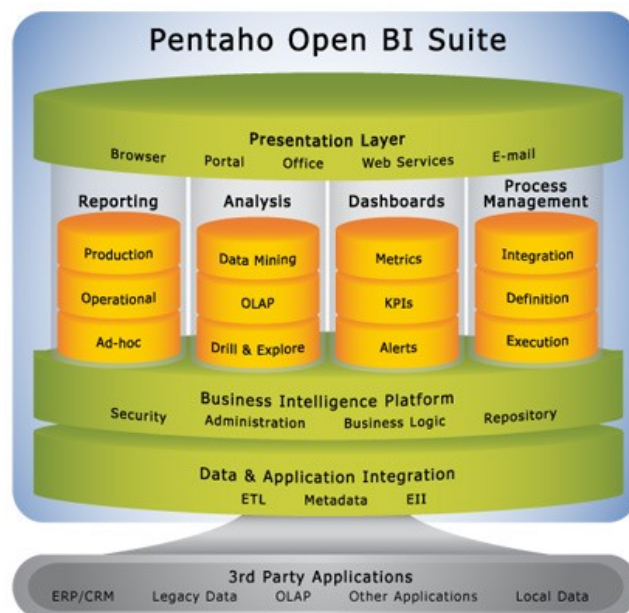 Pentaho Open BI Suite
Presentation Layer
Browser Portal Office Web Services E-mail
Reporting
Production
Operational
Ad-hoc
Analysis
Data Mining
OLAP
Drill & Explore
Dashboards
Metrics
KPIs
Alerts
Process
Management
Integration
Definition
Execution
Business Intelligence Platform
Security Administration Business Logic Repository
Data & Application Integration
ETL Metadata EII
3rd Party Applications
ERP/CRM Legacy Data OLAP Other Applications Local Data